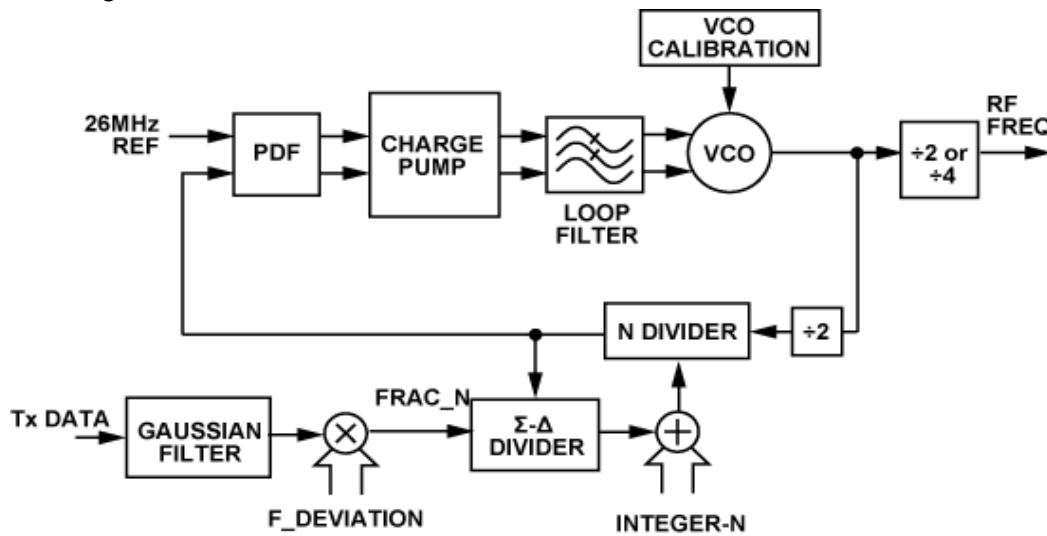 VCO
CALIBRATION
26MHz
REF
PDF
CHARGE
PUMP
LOOP
FILTER
VCO
÷2 or
÷4
RF
FREQ
N DIVIDER
÷2
Tx DATA
GAUSSIAN
FILTER
FRAC_N
Σ-Δ
DIVIDER
F_DEVIATION
INTEGER-N